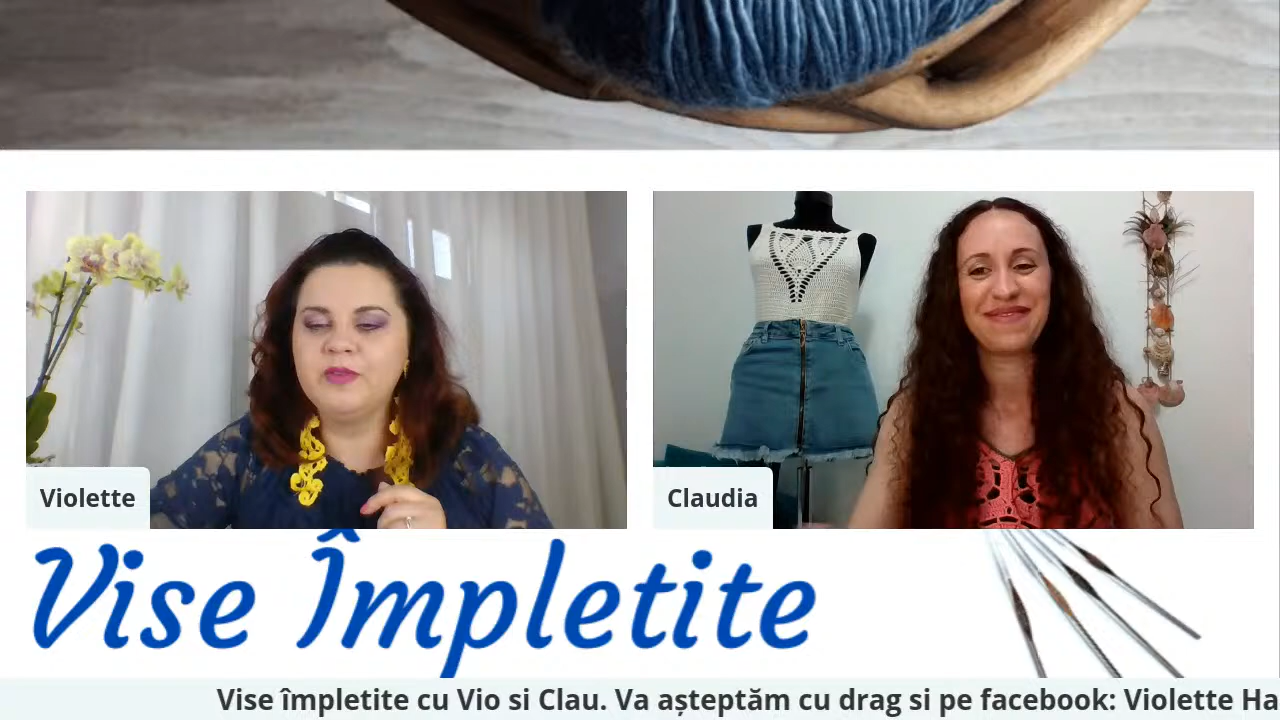 Violette
Claudia
Vise Împletite
Vise împletite cu Vio si Clau. Va așteptăm cu drag si pe facebook: Violette Ha